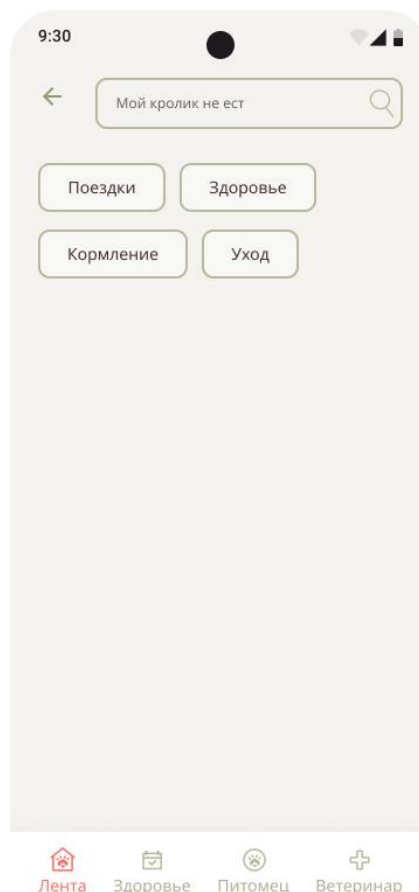 9:30
Мой кролик не ест
Поездки Здоровье
Кормление Уход
Лента Здоровье Питомец Ветеринар